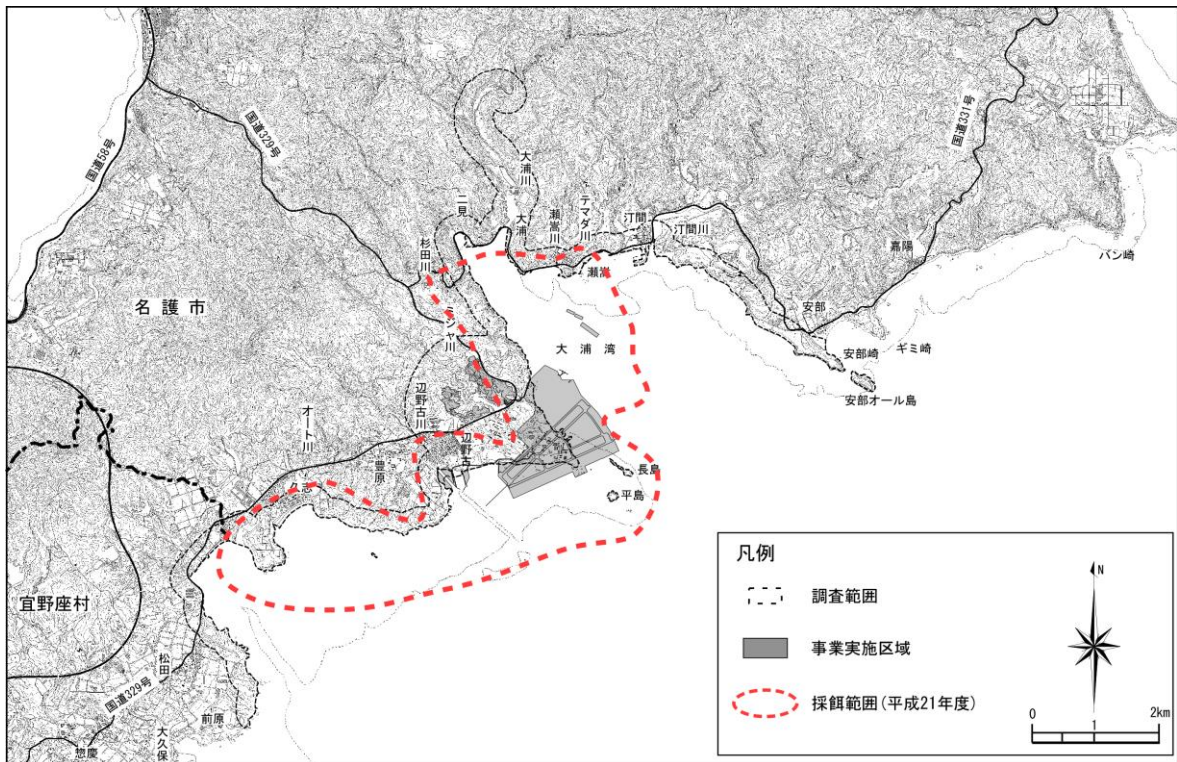 国道58号
国道329号
国道331号
大浦川
二見
大浦
瀬嵩川
テマダ川
汀間
汀間川
杉田川
瀬嵩
嘉陽
バン崎
名護市
ミジャ川
大浦湾
安部
安部崎
ギミ崎
安部オール島
辺野古川
オート川
辺野古
豊原
久志
長島
平島
宜野座村
松田
国道329号
前原
大久保
惣慶
凡例
調査範囲
事業実施区域
採餌範囲(平成21年度)
N
0 1 2km